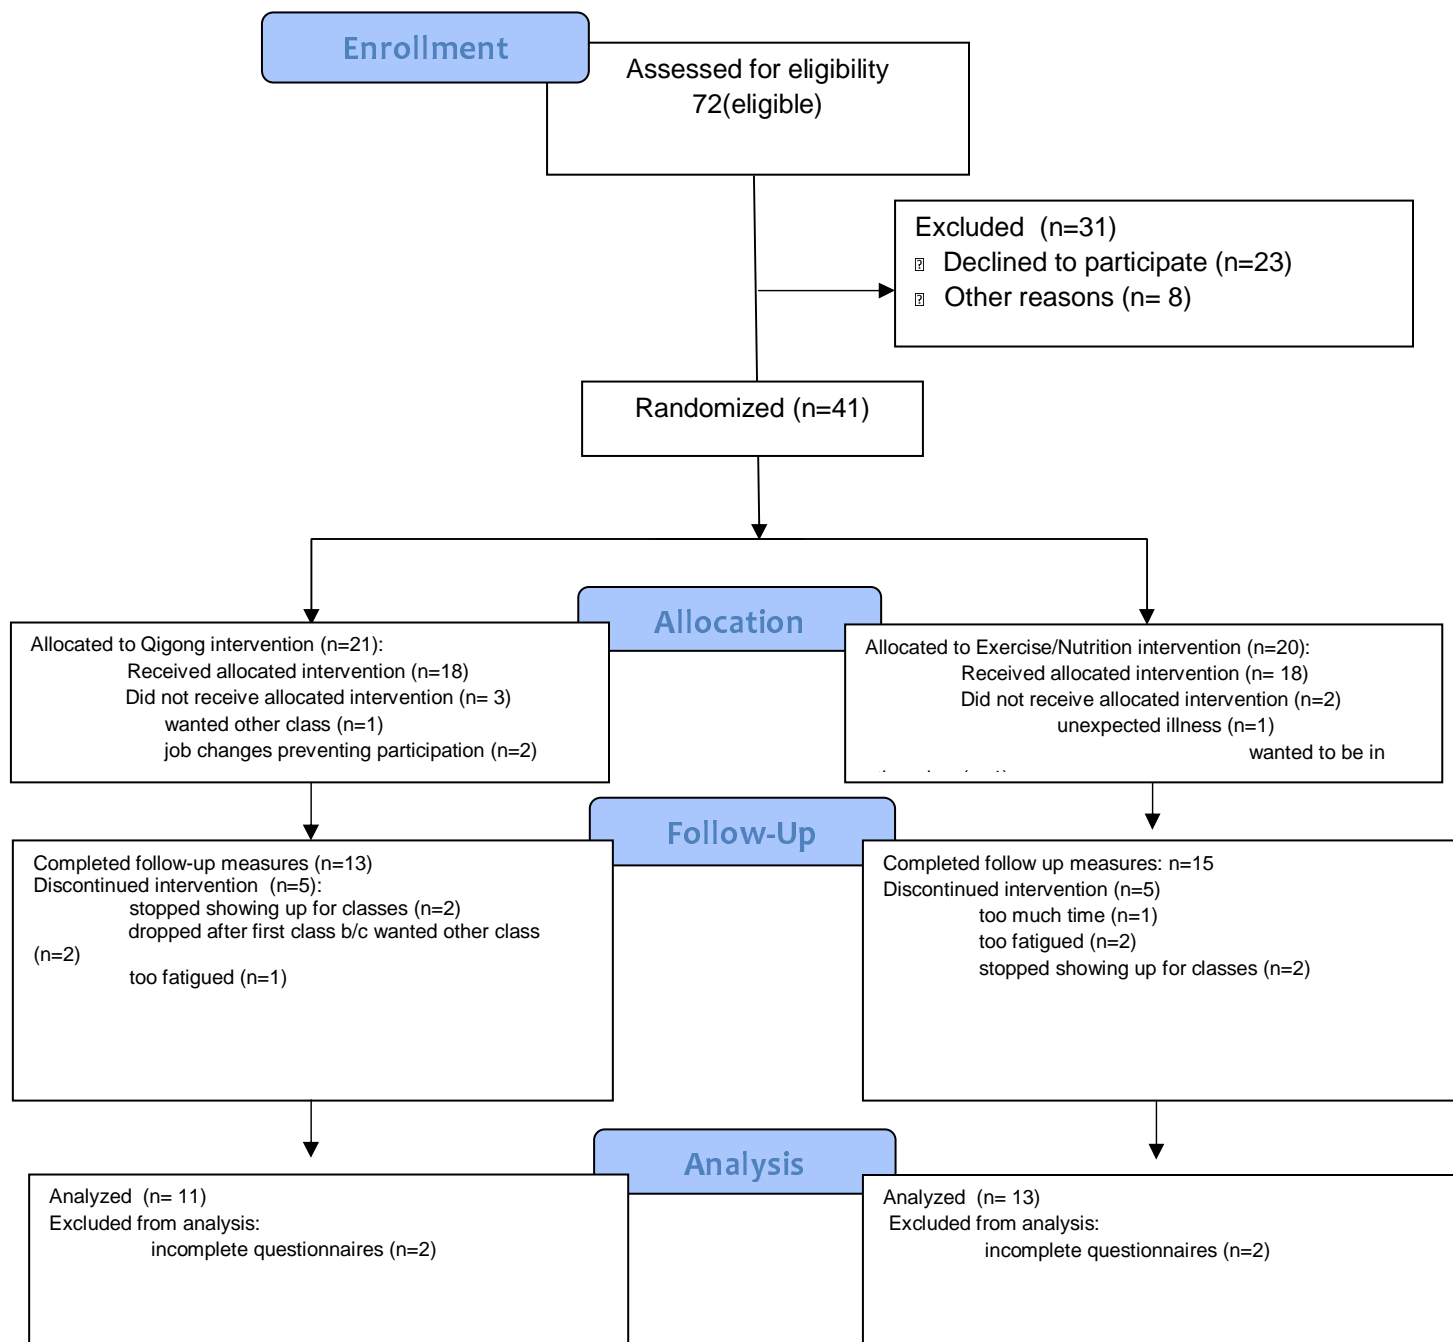 Enrollment
Assessed for eligibility
72(eligible)
Excluded  (n=31)
Declined to participate (n=23)
Other reasons (n= 8)
Randomized (n=41)
Allocation
Allocated to Qigong intervention (n=21):
Received allocated intervention (n=18)
Did not receive allocated intervention (n= 3)
wanted other class (n=1)
job changes preventing participation (n=2)
Allocated to Exercise/Nutrition intervention (n=20):
Received allocated intervention (n= 18)
Did not receive allocated intervention (n=2)
unexpected illness (n=1)
wanted to be in
Follow-Up
Completed follow-up measures (n=13)
Discontinued intervention  (n=5):
stopped showing up for classes (n=2)
dropped after first class b/c wanted other class
(n=2)
too fatigued (n=1)
Completed follow up measures: n=15
Discontinued intervention (n=5)
too much time (n=1)
too fatigued (n=2)
stopped showing up for classes (n=2)
Analysis
Analyzed  (n= 11)
Excluded from analysis:
incomplete questionnaires (n=2)
Analyzed  (n= 13)
Excluded from analysis:
incomplete questionnaires (n=2)